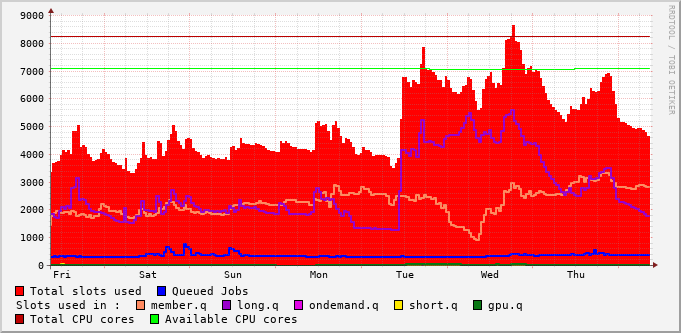 9000
8000
7000
6000
5000
4000
3000
2000
1000
0
Fri Sat Sun Mon Tue Wed Thu
RRDTOOL / TOBI OETIKER
Total slots used Queued Jobs
Slots used in : member.q long.q ondemand.q short.q gpu.q
Total CPU cores Available CPU cores